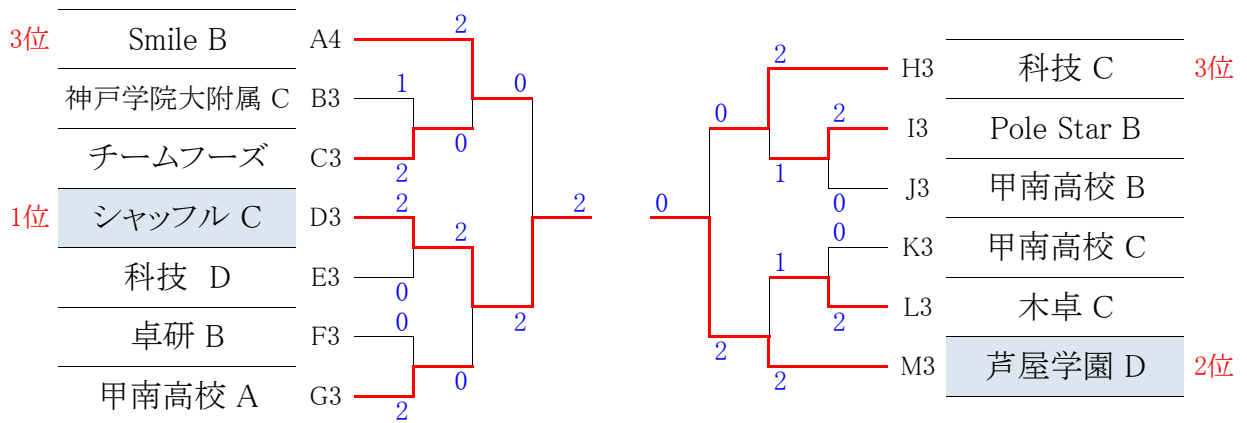 3位 Smile B A4 2
神戸学院大附属 C B3 1 0
チームフーズ C3 2 0
1位 シャッフル C D3 2 2 2
科技 D E3 0
卓研 B F3 0 2
甲南高校 A G3 2 0
2 H3 科技 C 3位
0 2 I3 Pole Star B
1 J3 甲南高校 B
0 0
0 K3 甲南高校 C
1
2 L3 木卓 C
2 2 M3 芦屋学園 D 2位